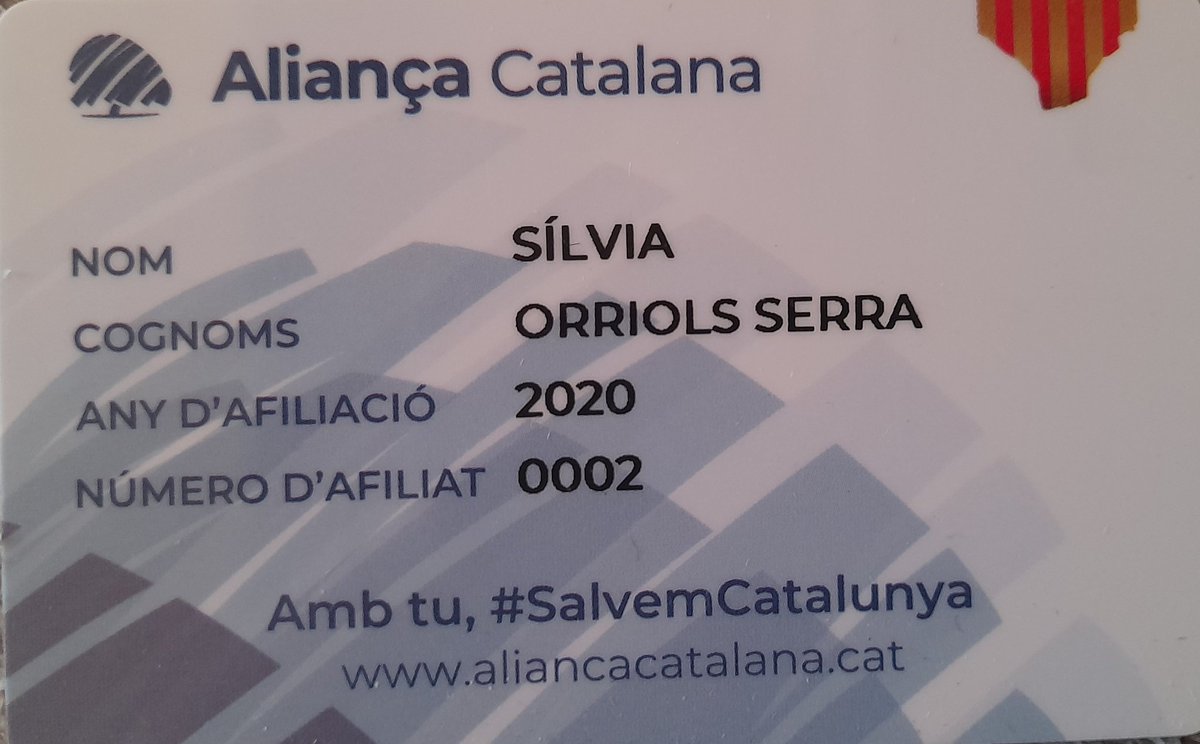 Aliança Catalana
NOM SÍLVIA
COGNOMS ORRIOLS SERRA
ANY D'AFILIACIÓ 2020
NÚMERO D'AFILIAT 0002
Amb tu, #SalvemCatalunya
www.aliancacatalana.cat